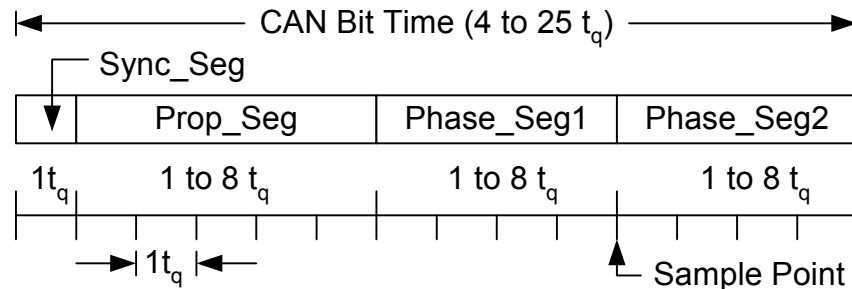 CAN Bit Time (4 to 25 tq)
Sync_Seg
Prop_Seg Phase_Seg1 Phase_Seg2
1tq 1 to 8 tq 1 to 8 tq 1 to 8 tq
1tq
Sample Point